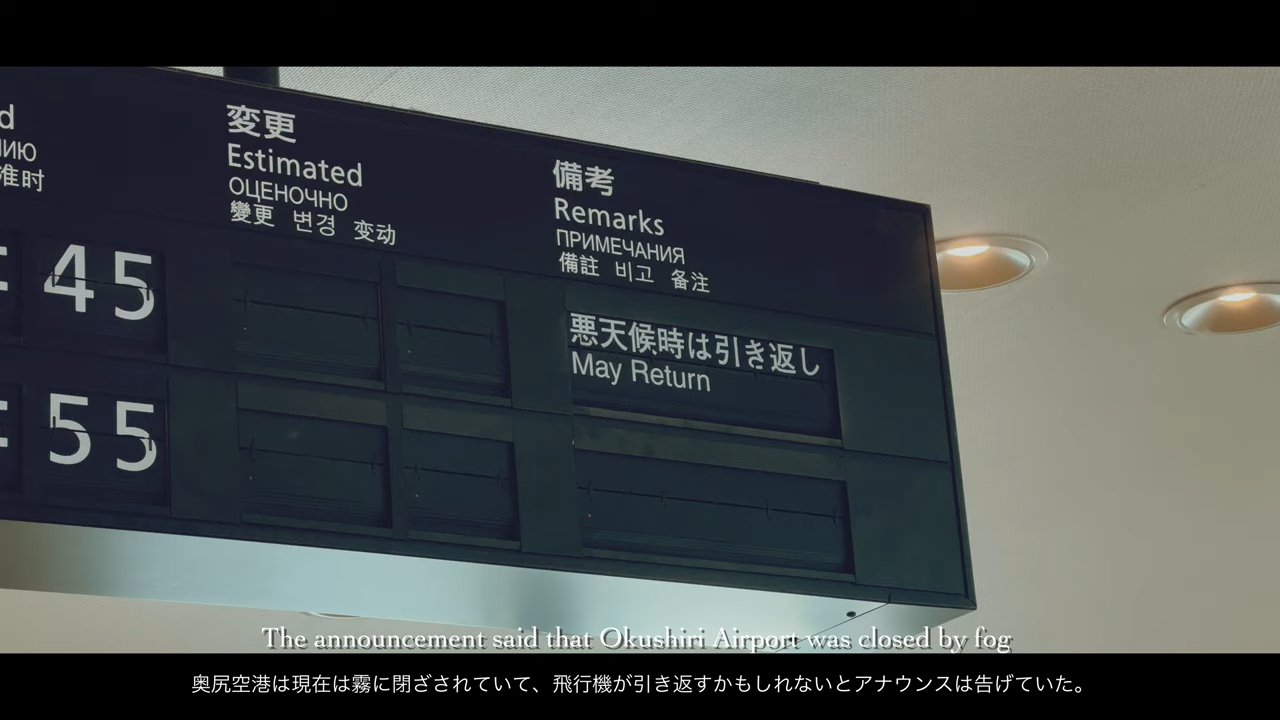 d
НИЮ
准时
変更
Estimated
ОЦЕНОЧНО
變更 변경 变动
備考
Remarks
ПРИМЕЧАНИЯ
備註 비고 备注
45
悪天候時は引き返し
May Return
55
The announcement said that Okushiri Airport was closed by fog
奥尻空港は現在は霧に閉ざされていて、飛行機が引き返すかもしれないとアナウンスは告げていた。